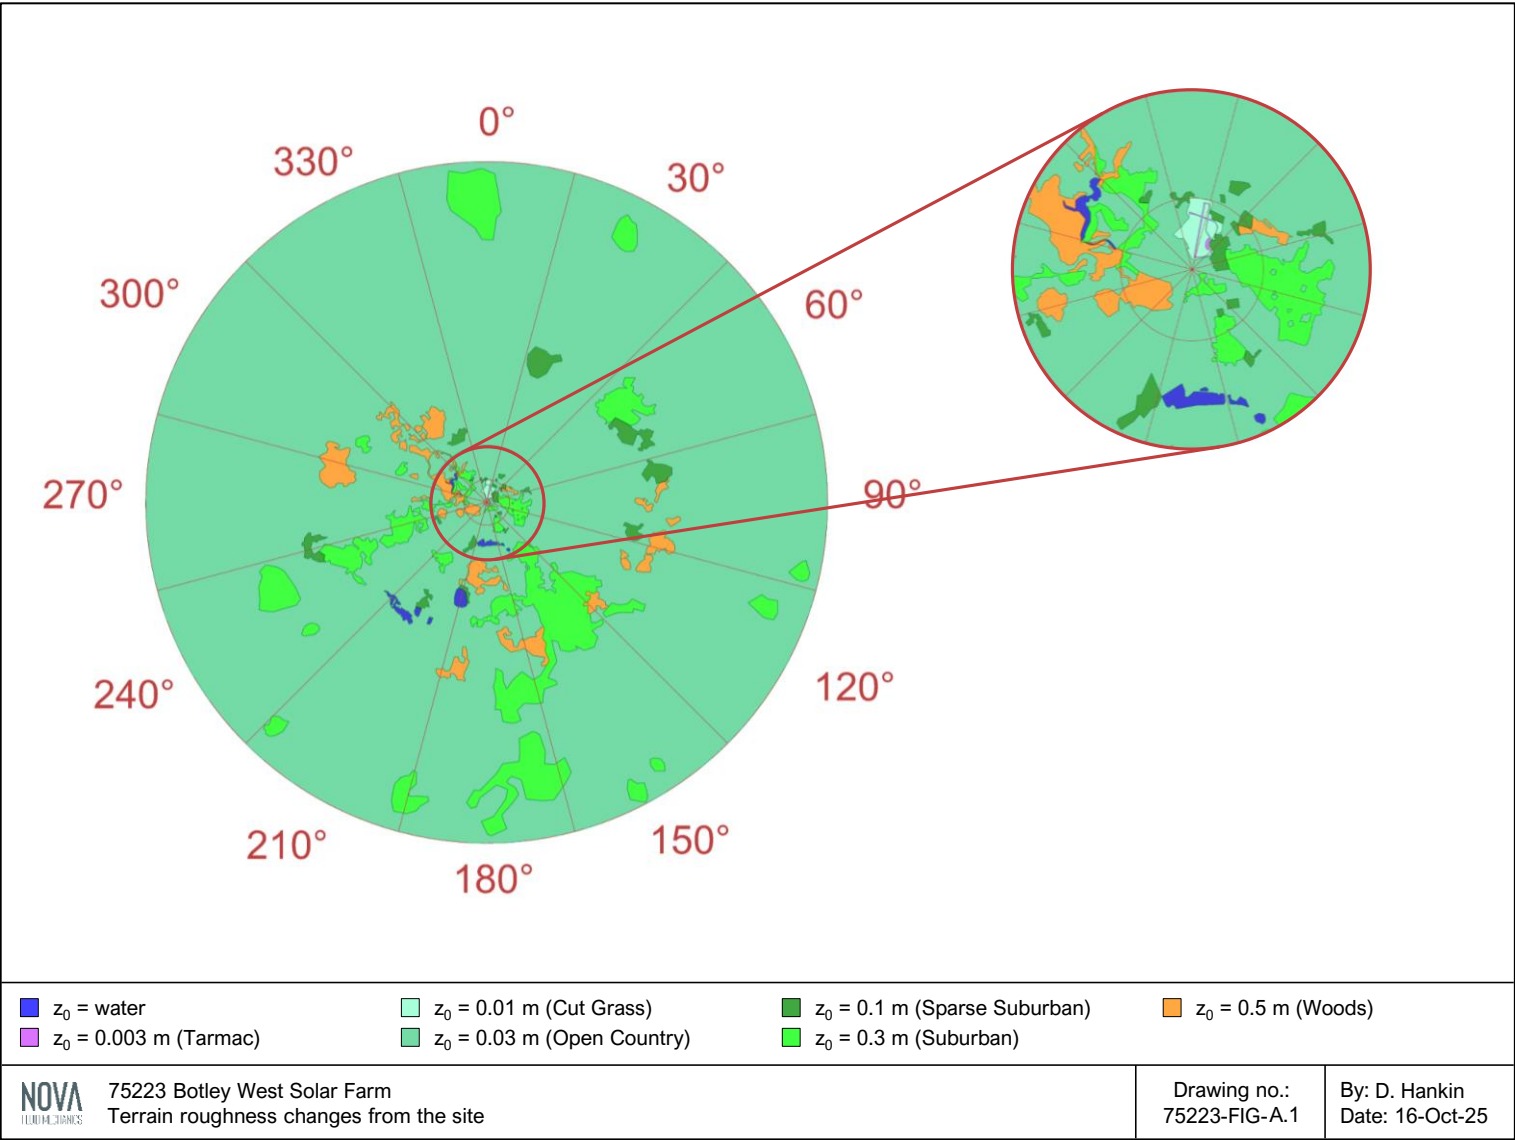 0°
330°
30°
300°
60°
270°
90°
240°
120°
210°
150°
180°
z0 = water
z0 = 0.01 m (Cut Grass)
z0 = 0.1 m (Sparse Suburban)
z0 = 0.5 m (Woods)
z0 = 0.003 m (Tarmac)
z0 = 0.03 m (Open Country)
z0 = 0.3 m (Suburban)
NOVA
FLUID MECHANICS
75223 Botley West Solar Farm
Terrain roughness changes from the site
Drawing no.:
75223-FIG-A.1
By: D. Hankin
Date: 16-Oct-25